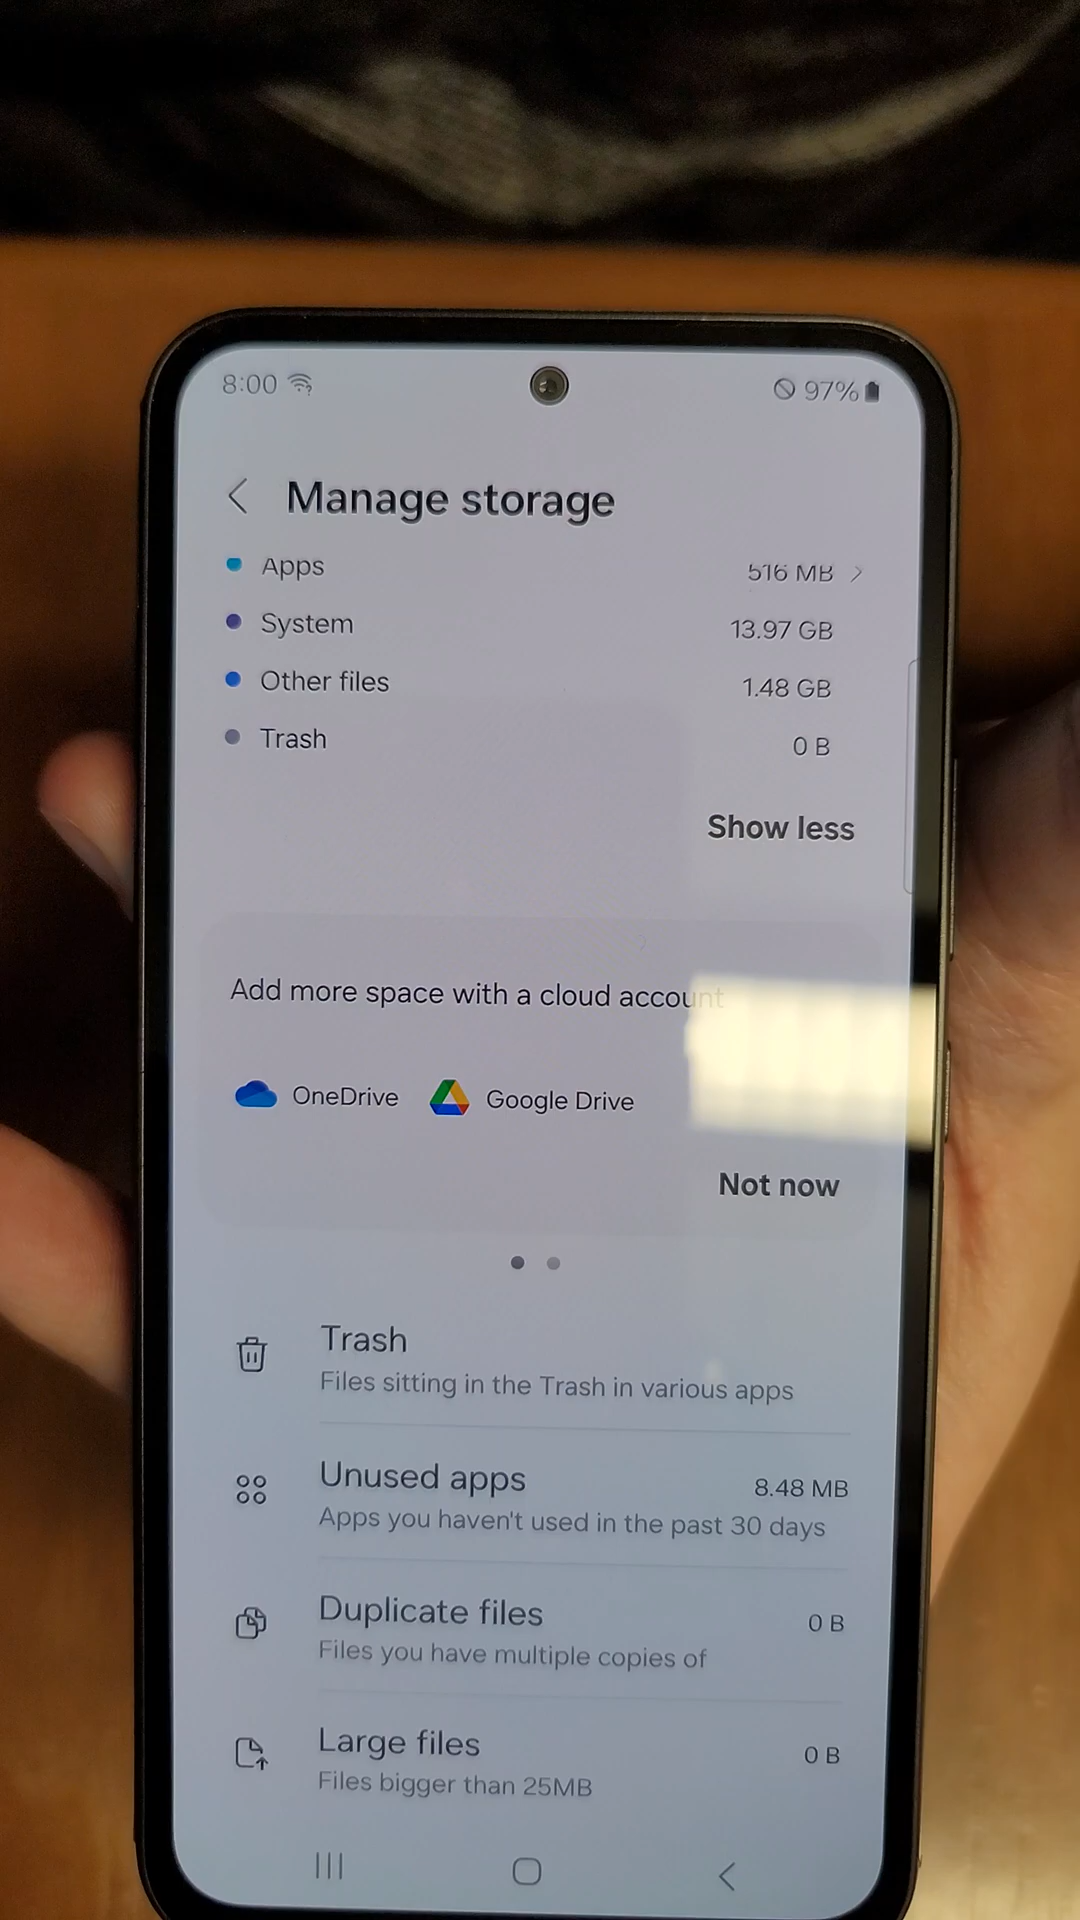 8:00 97%
Manage storage
Apps 516 MB
System 13.97 GB
Other files 1.48 GB
Trash 0 B
Show less
Add more space with a cloud account
OneDrive Google Drive
Not now
Trash
Files sitting in the Trash in various apps
Unused apps 8.48 MB
Apps you haven't used in the past 30 days
Duplicate files 0 B
Files you have multiple copies of
Large files 0 B
Files bigger than 25MB